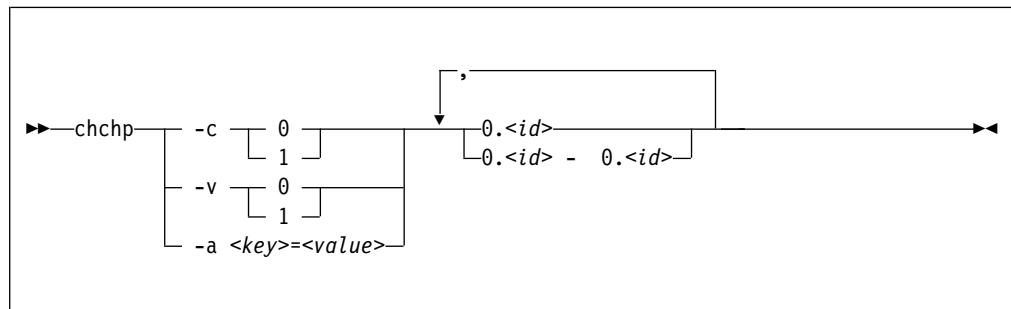 ,
chchp -c 0 0.<id>
1 0.<id> - 0.<id>
-v 0
1
-a <key>=<value>